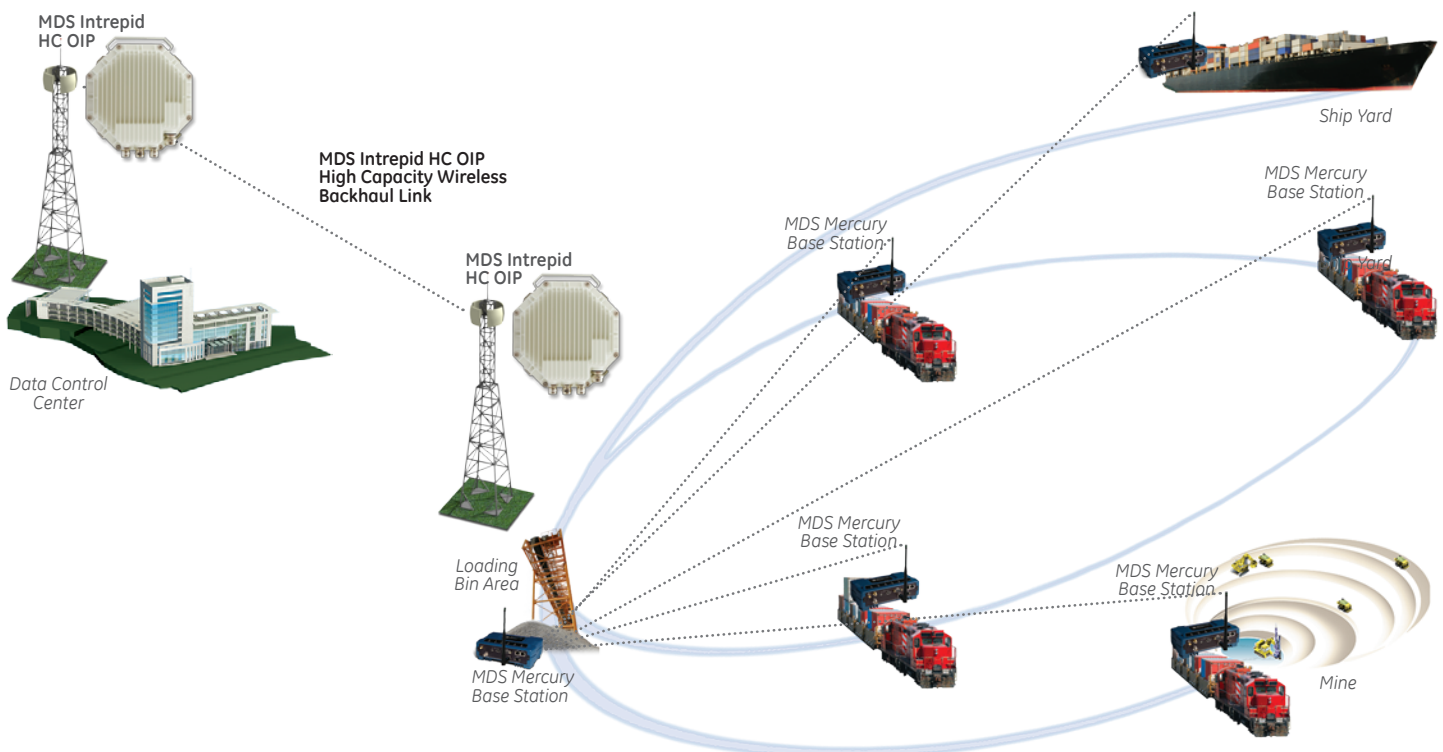 MDS Intrepid
HC OIP
MDS Intrepid HC OIP
High Capacity Wireless
Backhaul Link
Ship Yard
MDS Mercury
Base Station
MDS Mercury
Base Station
Yard
MDS Intrepid
HC OIP
Data Control
Center
MDS Mercury
Base Station
Loading
Bin Area
MDS Mercury
Base Station
MDS Mercury
Base Station
Mine